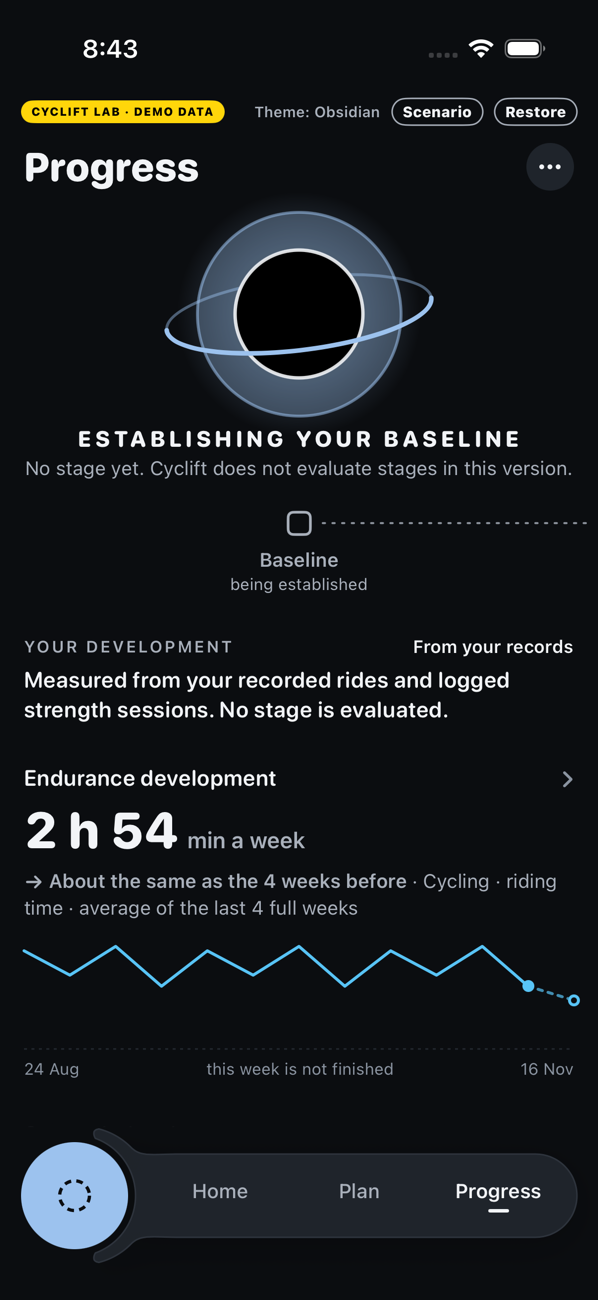 8:43
CYCLIFT LAB · DEMO DATA
Theme: Obsidian
Scenario
Restore
Progress
ESTABLISHING YOUR BASELINE
No stage yet. Cyclift does not evaluate stages in this version.
Baseline
being established
YOUR DEVELOPMENT
From your records
Measured from your recorded rides and logged
strength sessions. No stage is evaluated.
Endurance development
2 h 54 min a week
→ About the same as the 4 weeks before · Cycling · riding
time · average of the last 4 full weeks
24 Aug
this week is not finished
16 Nov
Home
Plan
Progress